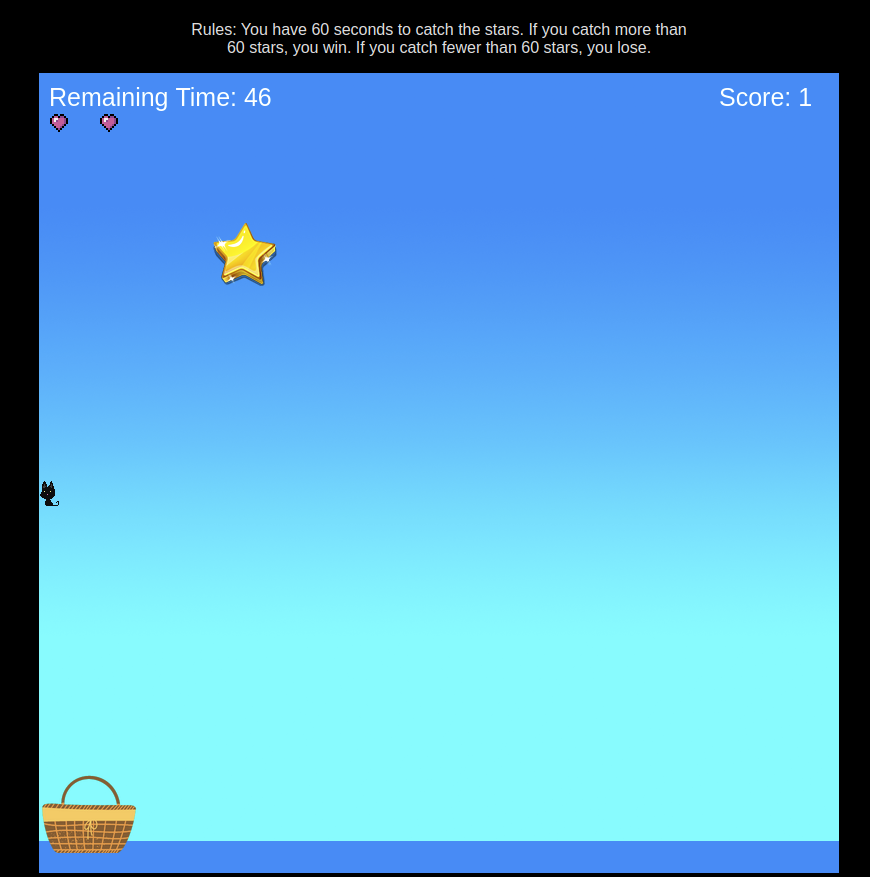 Rules: You have 60 seconds to catch the stars. If you catch more than
60 stars, you win. If you catch fewer than 60 stars, you lose.
Remaining Time: 46
Score: 1